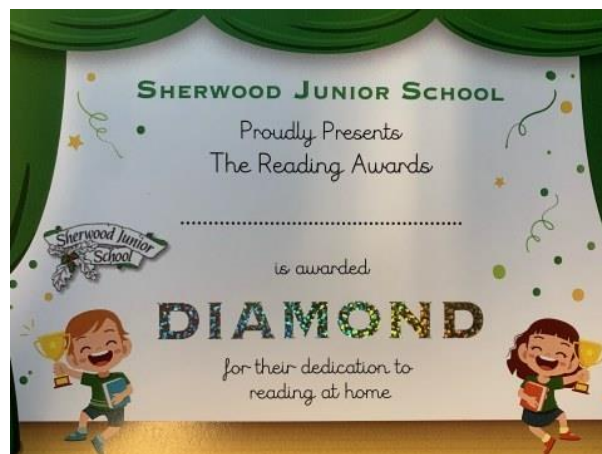 SHERWOOD JUNIOR SCHOOL
Proudly Presents
The Reading Awards
Sherwood Junior
School
is awarded
DIAMOND
for their dedication to
reading at home